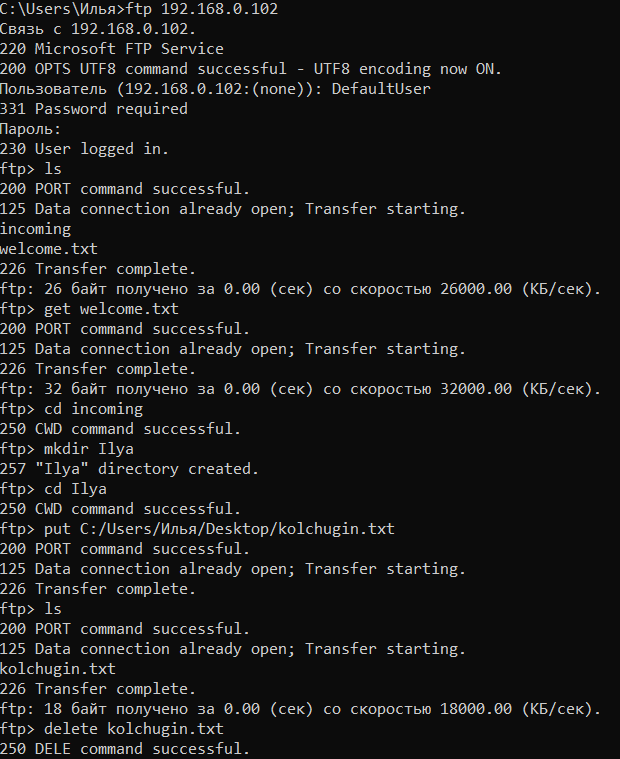 C:\Users\Илья>ftp 192.168.0.102
Связь с 192.168.0.102.
220 Microsoft FTP Service
200 OPTS UTF8 command successful - UTF8 encoding now ON.
Пользователь (192.168.0.102:(none)): DefaultUser
331 Password required
Пароль:
230 User logged in.
ftp> ls
200 PORT command successful.
125 Data connection already open; Transfer starting.
incoming
welcome.txt
226 Transfer complete.
ftp: 26 байт получено за 0.00 (сек) со скоростью 26000.00 (КБ/сек).
ftp> get welcome.txt
200 PORT command successful.
125 Data connection already open; Transfer starting.
226 Transfer complete.
ftp: 32 байт получено за 0.00 (сек) со скоростью 32000.00 (КБ/сек).
ftp> cd incoming
250 CWD command successful.
ftp> mkdir Ilya
257 "Ilya" directory created.
ftp> cd Ilya
250 CWD command successful.
ftp> put C:/Users/Илья/Desktop/kolchugin.txt
200 PORT command successful.
125 Data connection already open; Transfer starting.
226 Transfer complete.
ftp> ls
200 PORT command successful.
125 Data connection already open; Transfer starting.
kolchugin.txt
226 Transfer complete.
ftp: 18 байт получено за 0.00 (сек) со скоростью 18000.00 (КБ/сек).
ftp> delete kolchugin.txt
250 DELE command successful.